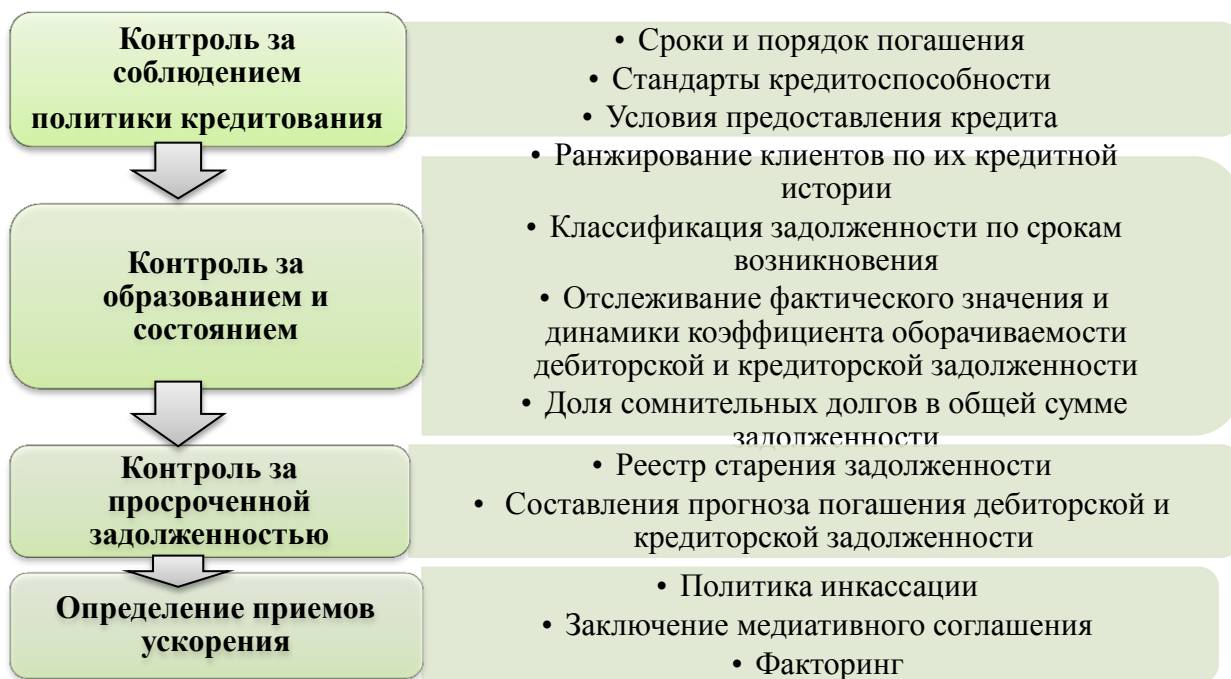 Контроль за
соблюдением
политики кредитования
• Сроки и порядок погашения
• Стандарты кредитоспособности
• Условия предоставления кредита
Контроль за
образованием и
состоянием
• Ранжирование клиентов по их кредитной
истории
• Классификация задолженности по срокам
возникновения
• Отслеживание фактического значения и
динамики коэффициента оборачиваемости
дебиторской и кредиторской задолженности
• Доля сомнительных долгов в общей сумме
задолженности
Контроль за
просроченной
задолженностью
• Реестр старения задолженности
• Составления прогноза погашения дебиторской и
кредиторской задолженности
Определение приемов
ускорения
• Политика инкассации
• Заключение медиативного соглашения
• Факторинг